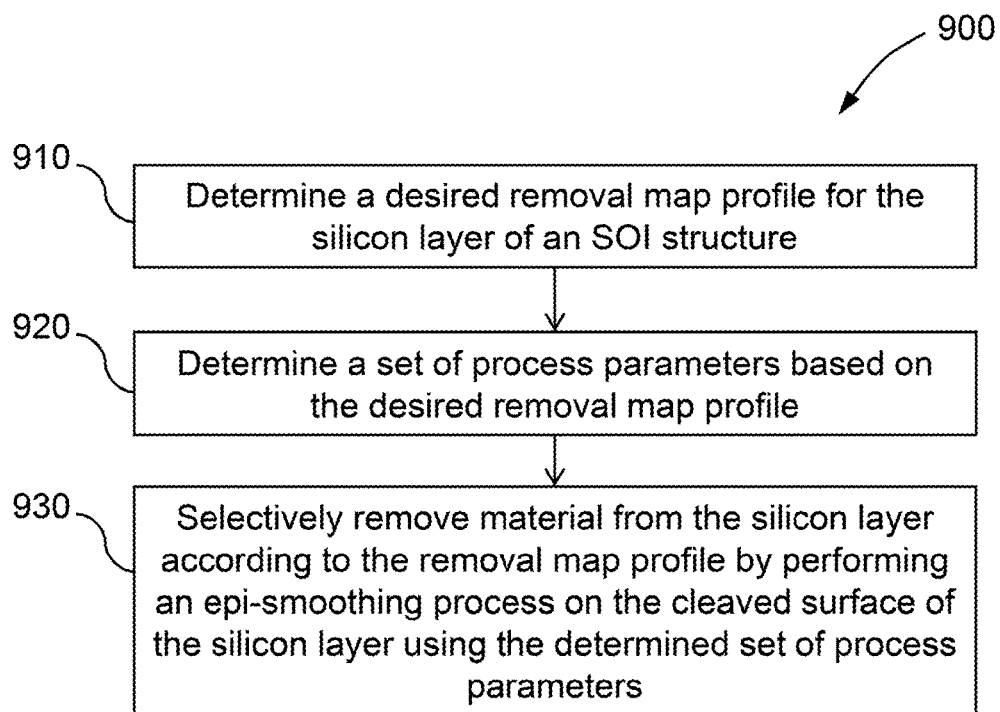 900
910
Determine a desired removal map profile for the
silicon layer of an SOI structure
920
Determine a set of process parameters based on
the desired removal map profile
930
Selectively remove material from the silicon layer
according to the removal map profile by performing
an epi-smoothing process on the cleaved surface of
the silicon layer using the determined set of process
parameters